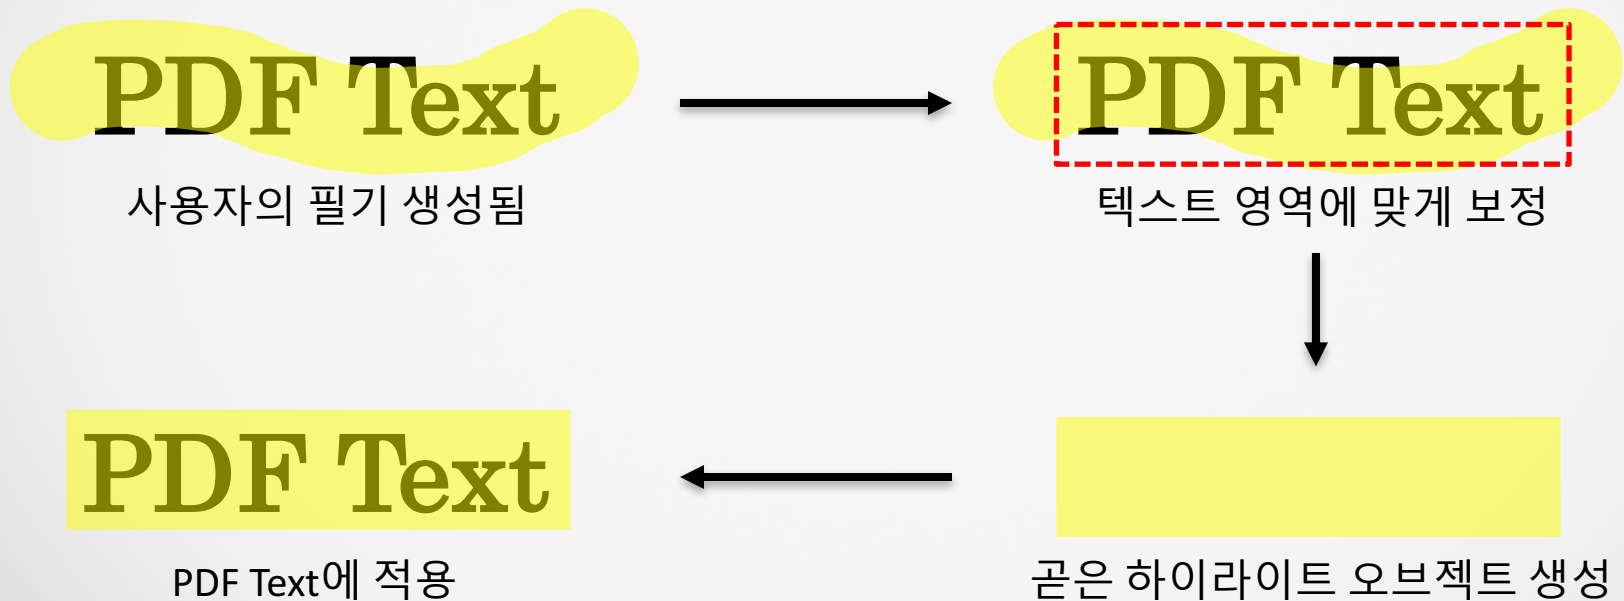 PDF Text
사용자의 필기 생성됨
PDF Text
텍스트 영역에 맞게 보정
곧은 하이라이트 오브젝트 생성
PDF Text
PDF Text에 적용